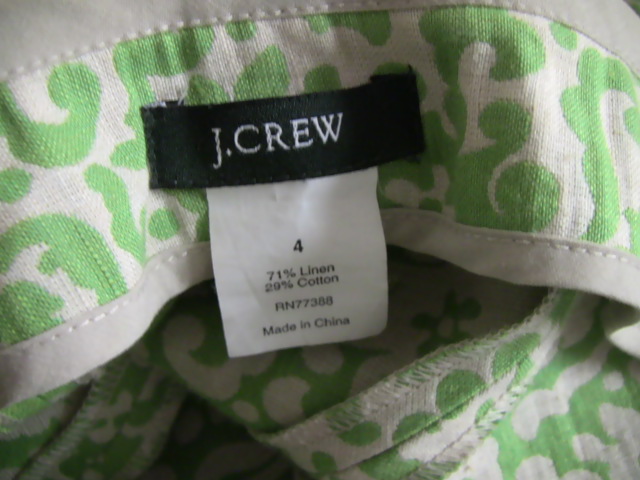 J.CREW
4
71% Linen
29% Cotton
RN77388
Made in China